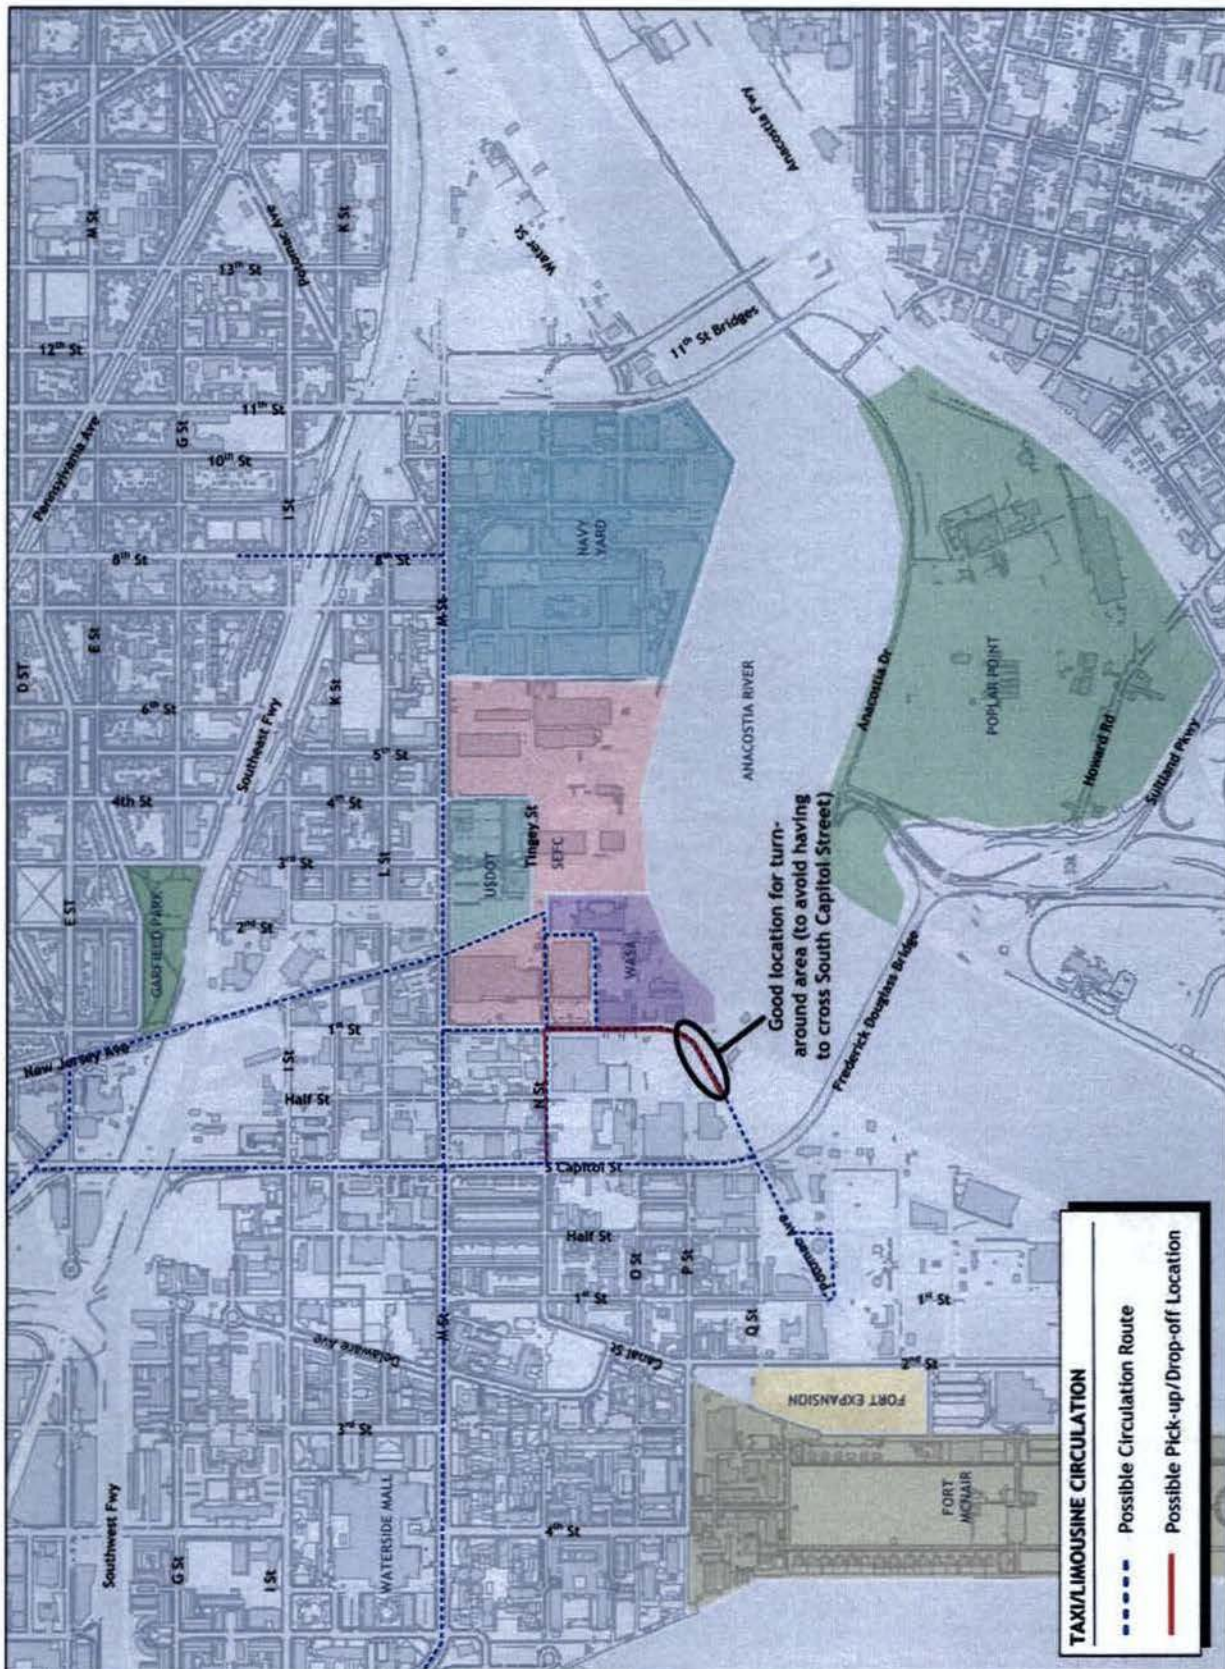 M St
Potomac Ave
K St
13th St
Water St
Anacostia Fwy
12th St
Pennsylvania Ave
G St
11th St
10th St
I St
11th St Bridges
8th St
8th St
M St
NAVY
YARD
D ST
E St
6th St
K St
Southeast Fwy
5th St
4th St
4th St
3rd St
L St
USDOT
Tingey St
SEFC
ANACOSTIA RIVER
Anacostia Dr
POPLAR POINT
Howard Rd
Suitland Pkwy
E ST
GARFIELD PARK
2nd St
WASA
New Jersey Ave
1st St
I St
Half St
N St
Good location for turn-
around area (to avoid having
to cross South Capitol Street)
Frederick Douglass Bridge
S Capitol St
Half St
O St
P St
Potomac Ave
1st St
Q St
1st St
M St
Delaware Ave
Canal St
2nd St
3rd St
FORT EXPANSION
Southwest Fwy
G St
I St
WATERSIDE MALL
4th St
FORT
MCNAIR
TAXI/LIMOUSINE CIRCULATION
Possible Circulation Route
Possible Pick-up/Drop-off Location